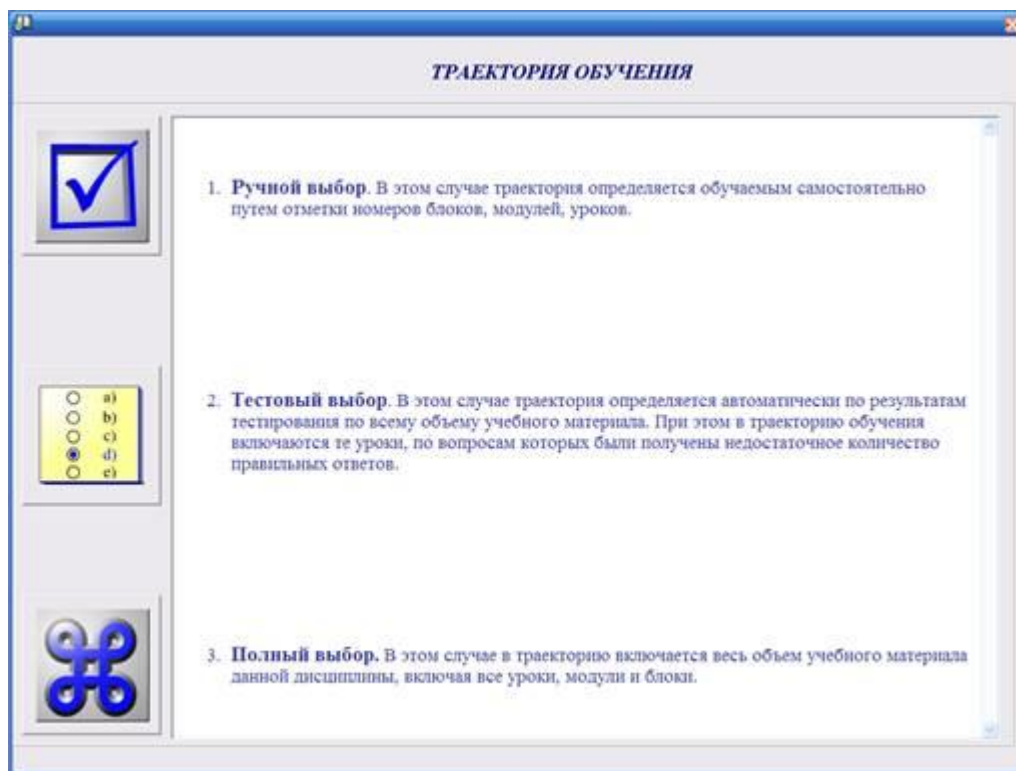 ТРАЕКТОРИЯ ОБУЧЕНИЯ
1. Ручной выбор. В этом случае траектория определяется обучаемым самостоятельно
путем отметки номеров блоков, модулей, уроков.
a)
b)
c)
d)
e)
2. Тестовый выбор. В этом случае траектория определяется автоматически по результатам
тестирования по всему объему учебного материала. При этом в траекторию обучения
включаются те уроки, по вопросам которых были получены недостаточное количество
правильных ответов.
3. Полный выбор. В этом случае в траекторию включается весь объем учебного материала
данной дисциплины, включая все уроки, модули и блоки.